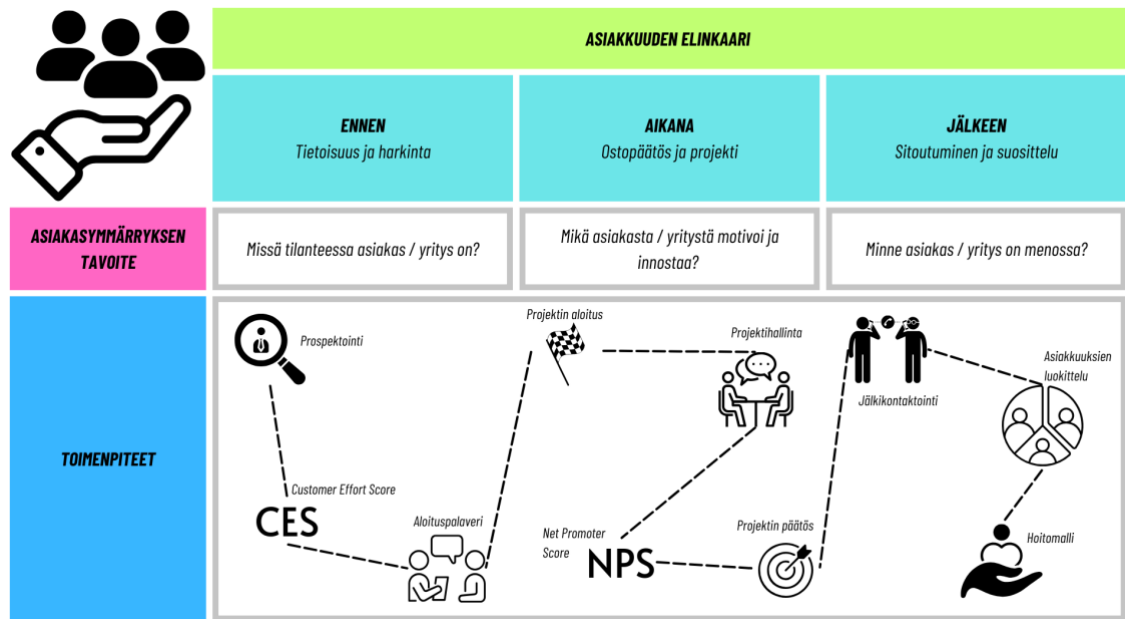 ASIAKKUUDEN ELINKAARI
ENNEN
Tietoisuus ja harkinta
AIKANA
Ostopäätös ja projekti
JÄLKEEN
Sitoutuminen ja suosittelu
ASIAKASYMMÄRRYKSEN
TAVOITE
Missä tilanteessa asiakas / yritys on?
Mikä asiakasta / yritystä motivoi ja
innostaa?
Minne asiakas / yritys on menossa?
TOIMENPITEET
Prospektointi
Customer Effort Score
CES
Aloituspalaveri
Projektin aloitus
Projektihallinta
Net Promoter
Score
NPS
Projektin päätös
Jälkikontaktointi
Asiakkuuksien
luokittelu
Hoitomalli